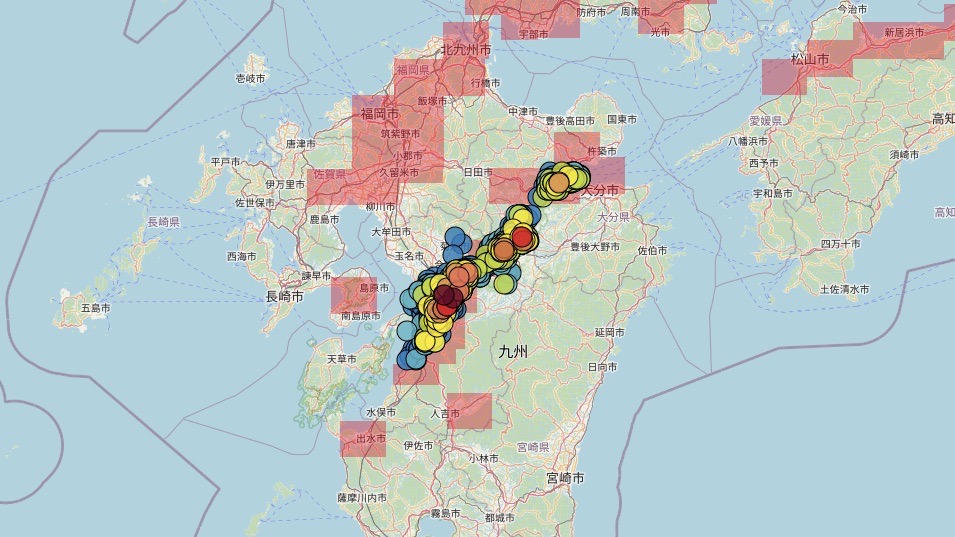 防府市
周南市
今治市
宇部市
光市
新居浜市
北九州市
松山市
福岡県
壱岐市
行橋市
飯塚市
中津市
豊後高田市
国東市
福岡市
高知
愛媛県
筑紫野市
唐津市
八幡浜市
小郡市
杵築市
須崎市
平戸市
西予市
日田市
佐賀県
久留米市
伊万里市
大分市
宇和島市
佐世保市
柳川市
高知
長崎県
鹿島市
大分県
大牟田市
四万十市
豊後大野市
佐伯市
西海市
玉名市
諫早市
島原市
土佐清水市
長崎市
五島市
南島原市
延岡市
九州
天草市
日向市
水俣市
人吉市
出水市
伊佐市
宮崎県
小林市
宮崎市
薩摩川内市
霧島市
都城市